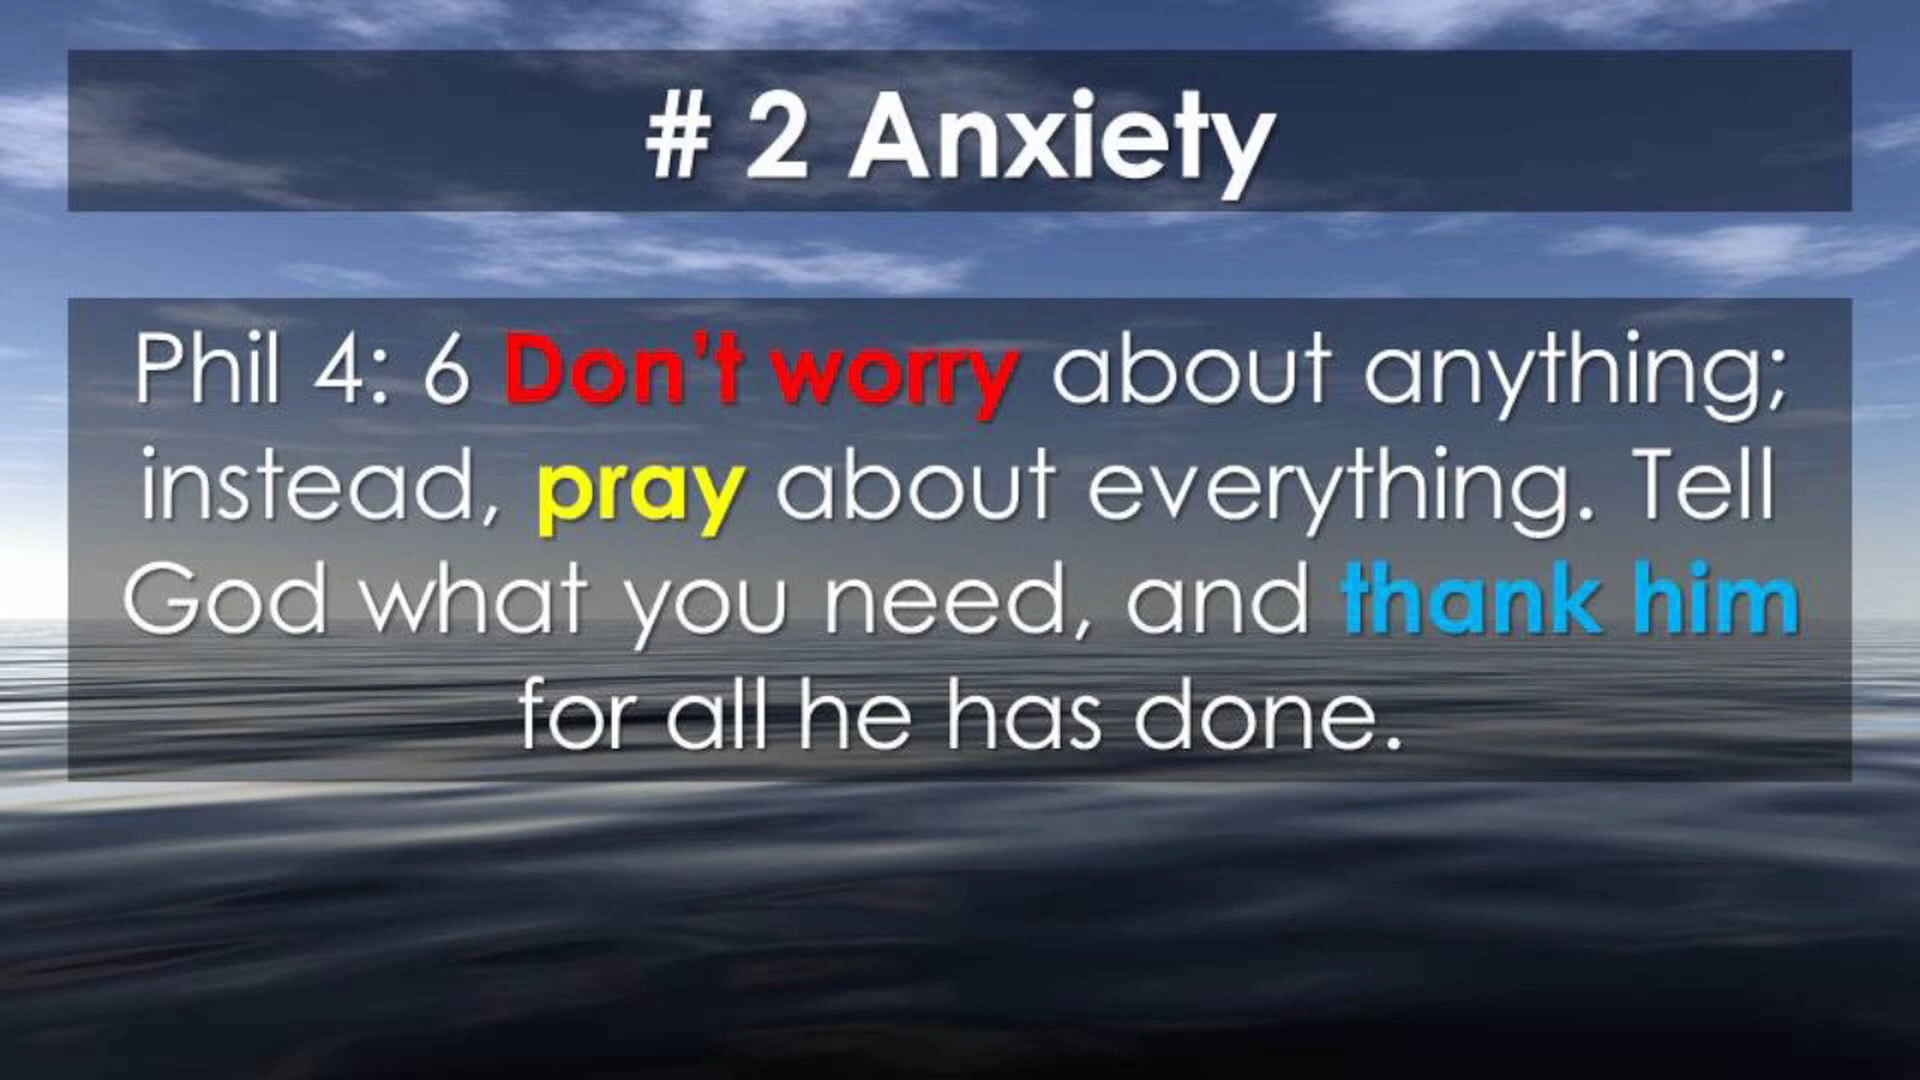 # 2 Anxiety
Phil 4: 6 Don't worry about anything;
instead, pray about everything. Tell
God what you need, and thank him
for all he has done.